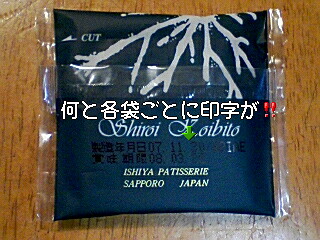 CUT
何と各袋ごとに印字が‼
Shiroi Koibito
製造年月日07.11.
賞味期限08.03.
ISHIYA PATISSERIE
SAPPORO JAPAN